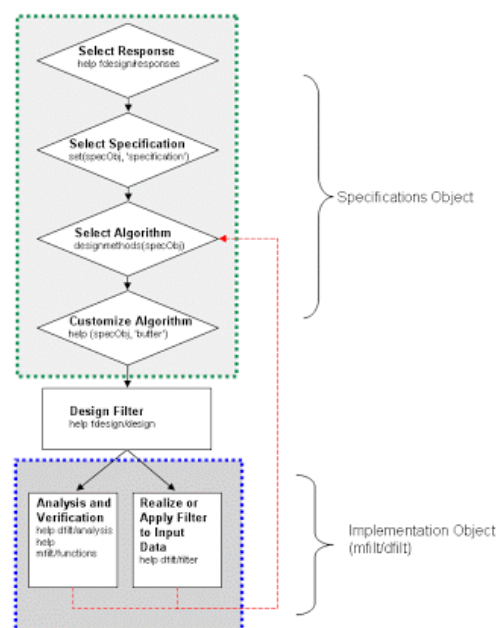 Select Response
help fdesign/responses
Select Specification
set(specObj, 'specification')
Specifications Object
Select Algorithm
designmethods(specObj)
Customize Algorithm
help (specObj, 'butter')
Design Filter
help fdesign/design
Analysis and
Verification
help dfilt/analysis
help
mfilt/functions
Realize or
Apply Filter
to Input
Data
help dfilt/filter
Implementation Object
(mfilt/dfilt)